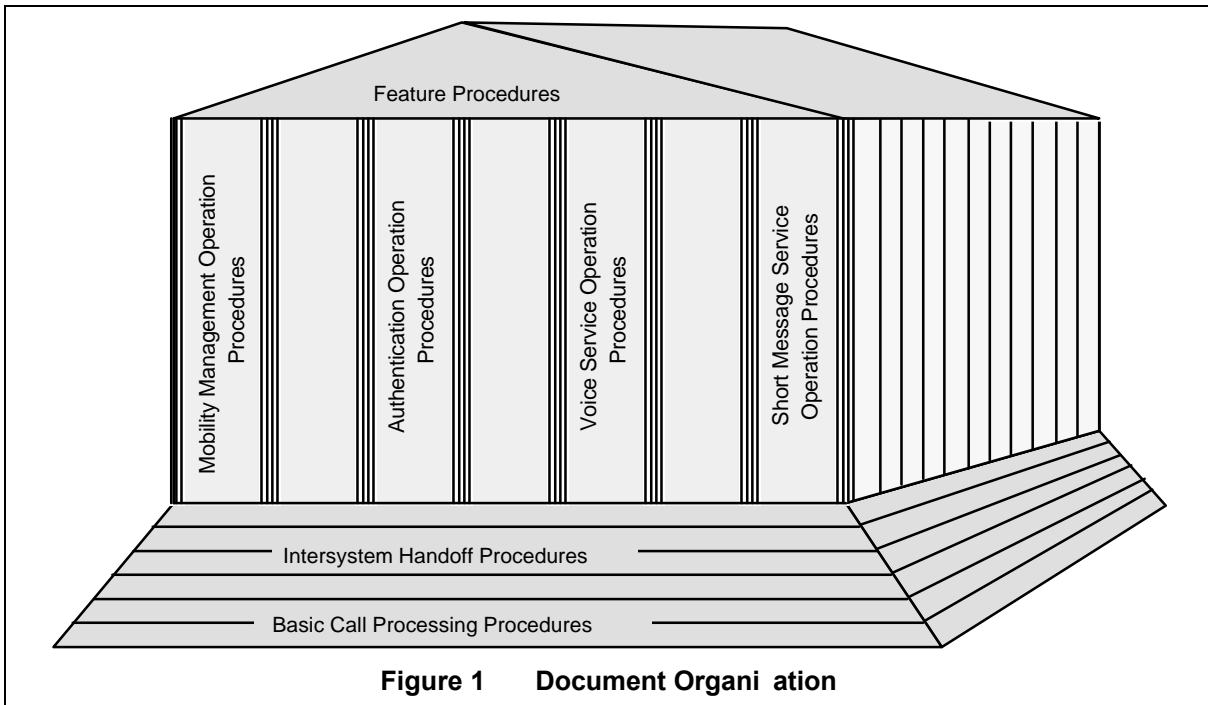 Feature Procedures
Mobility Management Operation
Procedures
Authentication Operation
Procedures
Voice Service Operation
Procedures
Short Message Service
Operation Procedures
Intersystem Handoff Procedures
Basic Call Processing Procedures
Figure 1 Document Organi ation